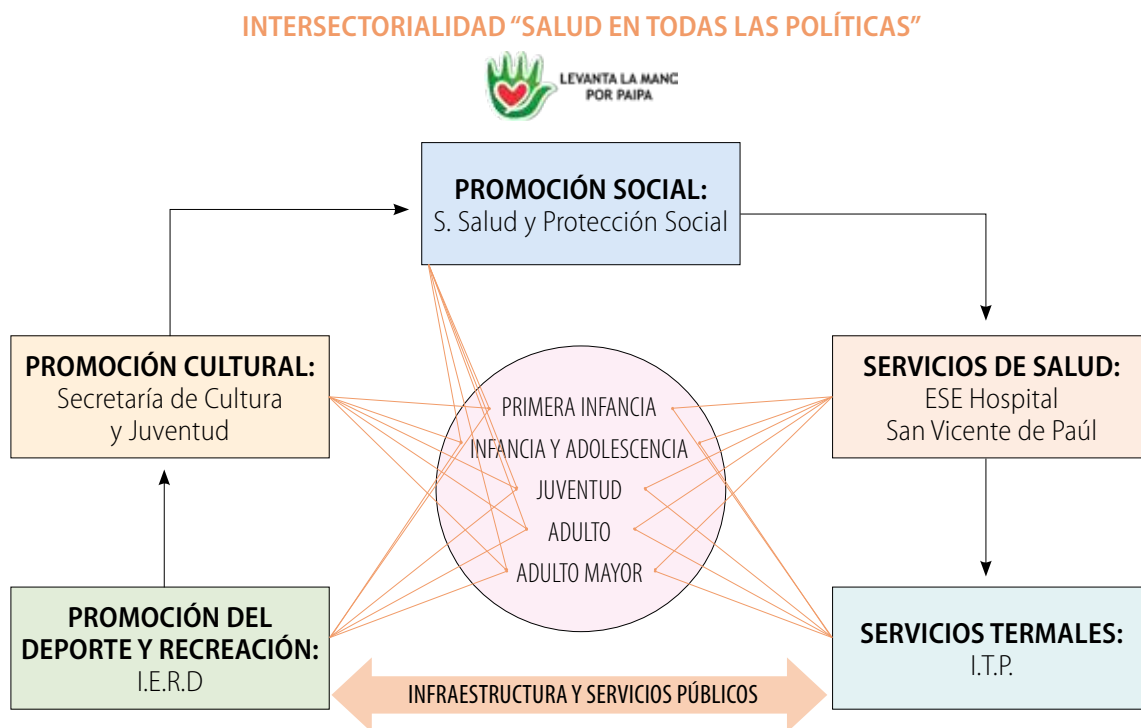 INTERSECTORIALIDAD “SALUD EN TODAS LAS POLÍTICAS”
LEVANTA LA MANC
POR PAIPA
PROMOCIÓN SOCIAL:
S. Salud y Protección Social
PROMOCIÓN CULTURAL:
Secretaría de Cultura
y Juventud
SERVICIOS DE SALUD:
ESE Hospital
San Vicente de Paúl
PRIMERA INFANCIA
INFANCIA Y ADOLESCENCIA
JUVENTUD
ADULTO
ADULTO MAYOR
PROMOCIÓN DEL
DEPORTE Y RECREACIÓN:
I.E.R.D
INFRAESTRUCTURA Y SERVICIOS PÚBLICOS
SERVICIOS TERMALES:
I.T.P.